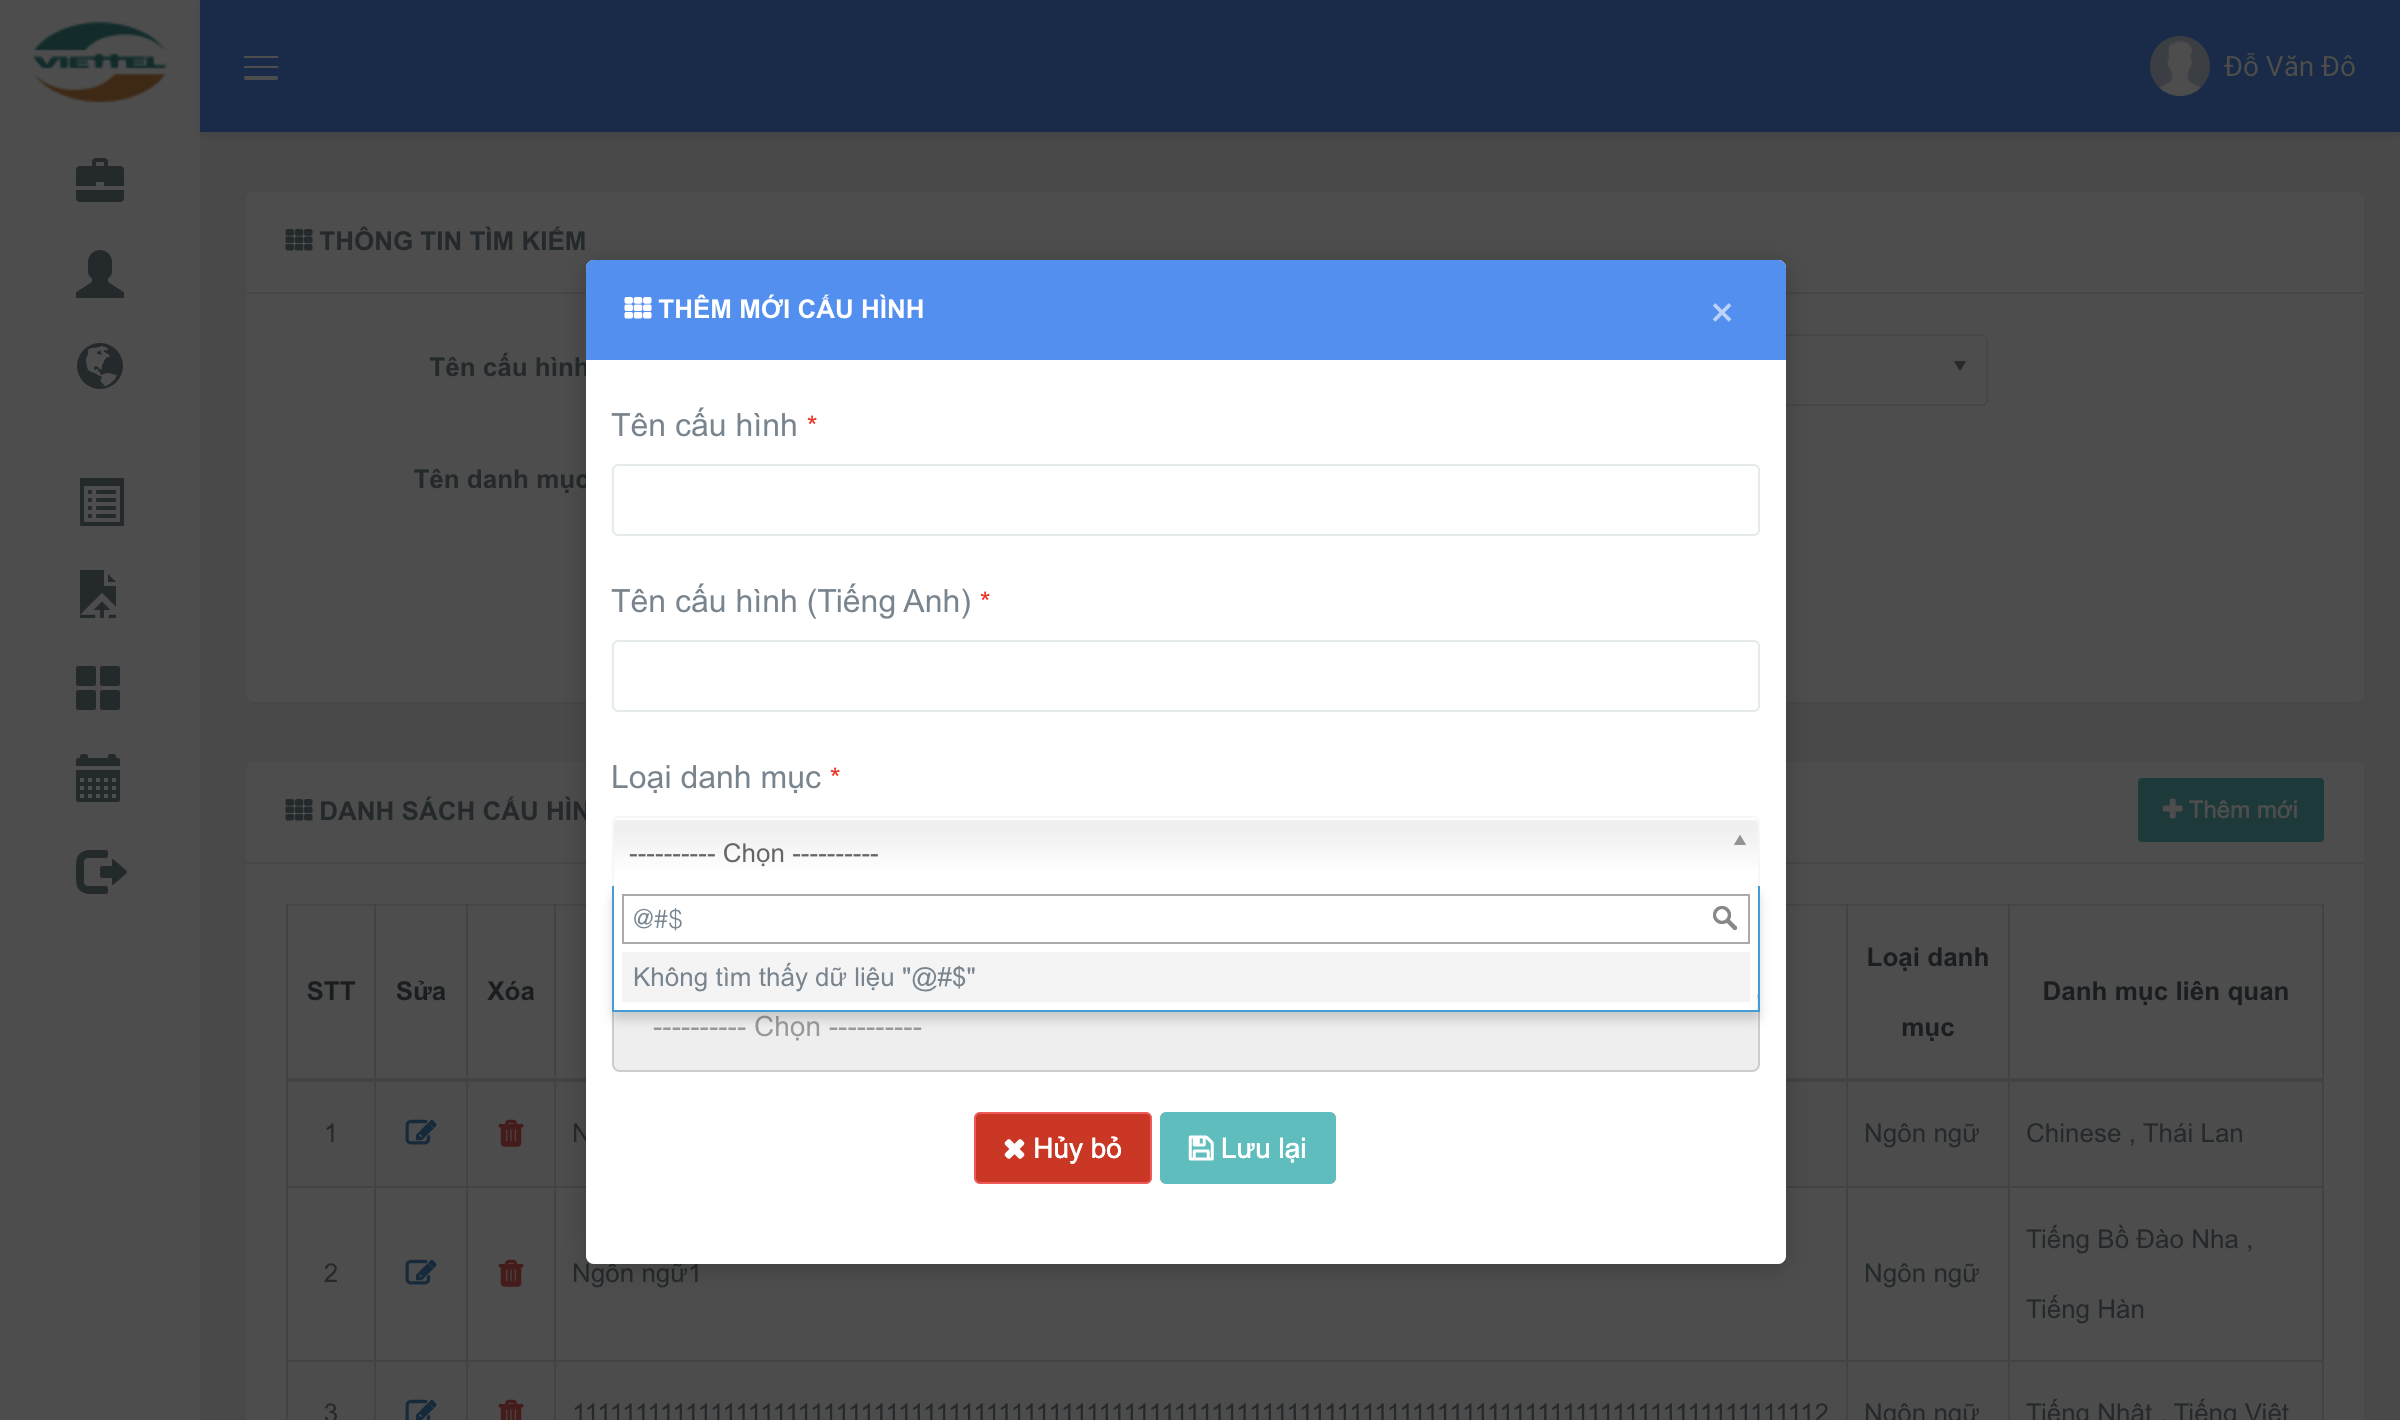 VIETTEL
Đỗ Văn Đô
THÔNG TIN TÌM KIẾM
Tên cấu hình
Tên danh mục
THÊM MỚI CẤU HÌNH
×
Tên cấu hình *
Tên cấu hình (Tiếng Anh) *
Loại danh mục *
---------- Chọn ----------
@#$
Không tìm thấy dữ liệu "@#$"
---------- Chọn ----------
Hủy bỏ
Lưu lại
DANH SÁCH CẤU HÌN
Thêm mới
STT
Sửa
Xóa
Loại danh
mục
Danh mục liên quan
1
N
Ngôn ngữ
Chinese , Thái Lan
2
Ngôn ngữ1
Ngôn ngữ
Tiếng Bồ Đào Nha ,
Tiếng Hàn
3
Ngôn ngữ
Tiếng Nhật , Tiếng Việt